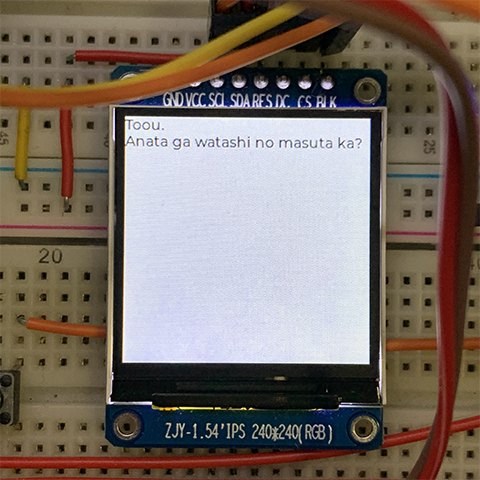 GND VCC SCL SDA RES DC CS BLK
Toou.
Anata ga watashi no masuta ka?
ZJY-1.54'IPS 240*240(RGB)
45
25
20
20